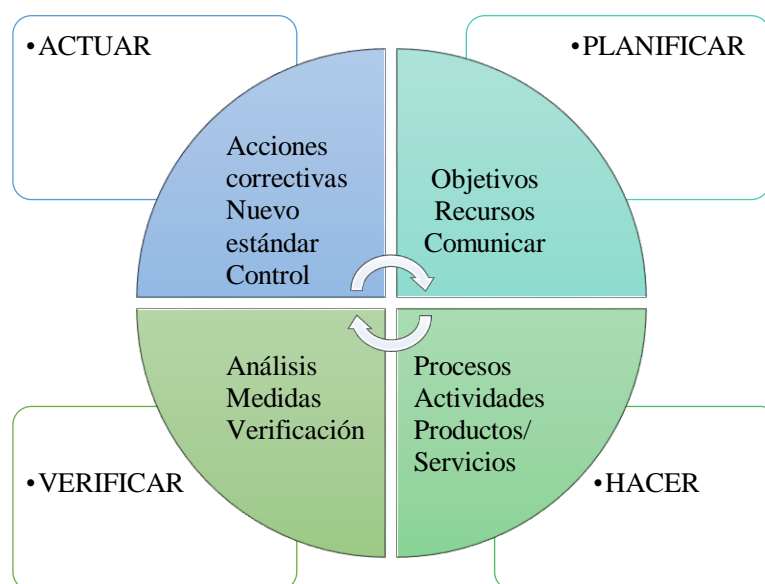 •ACTUAR
•PLANIFICAR
Acciones
correctivas
Nuevo
estándar
Control
Objetivos
Recursos
Comunicar
Análisis
Medidas
Verificación
Procesos
Actividades
Productos/
Servicios
•VERIFICAR
•HACER